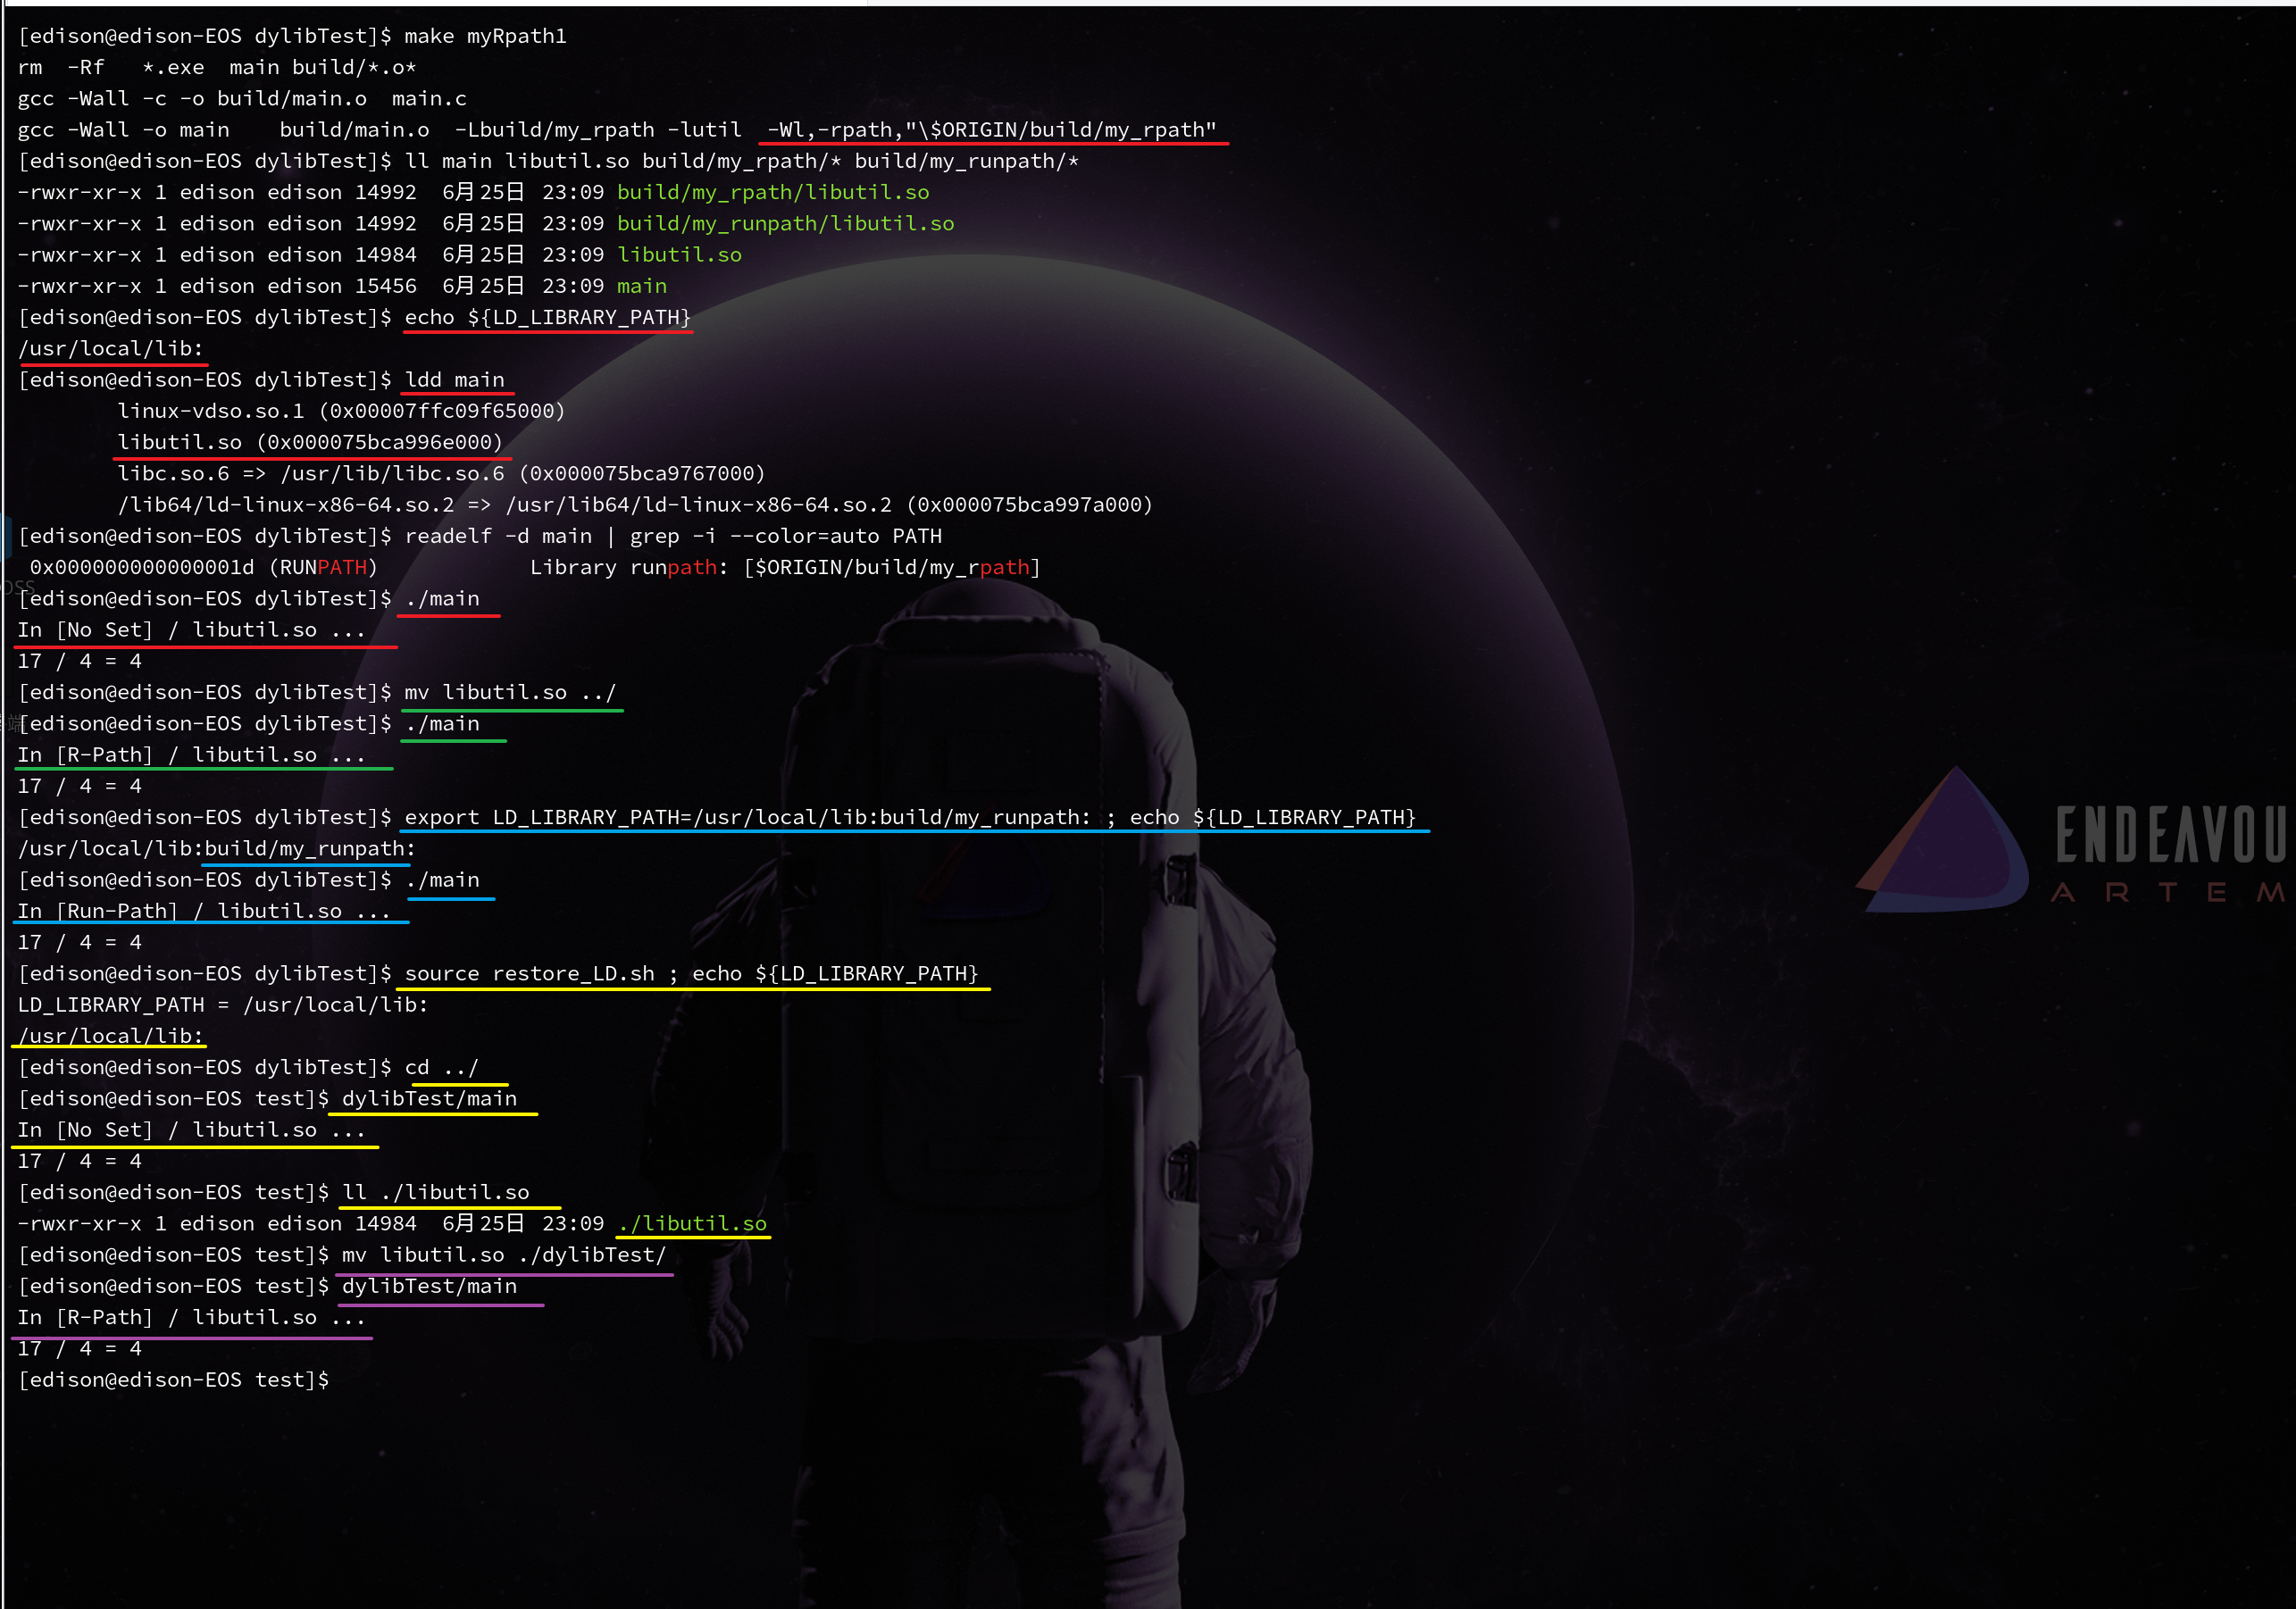 [edison@edison-EOS dylibTest]$ make myRpath1
rm  -Rf   *.exe  main build/*.o*
gcc -Wall -c -o build/main.o  main.c
gcc -Wall -o main    build/main.o  -Lbuild/my_rpath -lutil  -Wl,-rpath,"\$ORIGIN/build/my_rpath"
[edison@edison-EOS dylibTest]$ ll main libutil.so build/my_rpath/* build/my_runpath/*
-rwxr-xr-x 1 edison edison 14992  6月25日 23:09 build/my_rpath/libutil.so
-rwxr-xr-x 1 edison edison 14992  6月25日 23:09 build/my_runpath/libutil.so
-rwxr-xr-x 1 edison edison 14984  6月25日 23:09 libutil.so
-rwxr-xr-x 1 edison edison 15456  6月25日 23:09 main
[edison@edison-EOS dylibTest]$ echo ${LD_LIBRARY_PATH}
/usr/local/lib:
[edison@edison-EOS dylibTest]$ ldd main
        linux-vdso.so.1 (0x00007ffc09f65000)
        libutil.so (0x000075bca996e000)
        libc.so.6 => /usr/lib/libc.so.6 (0x000075bca9767000)
        /lib64/ld-linux-x86-64.so.2 => /usr/lib64/ld-linux-x86-64.so.2 (0x000075bca997a000)
[edison@edison-EOS dylibTest]$ readelf -d main | grep -i --color=auto PATH
 0x000000000000001d (RUNPATH)            Library runpath: [$ORIGIN/build/my_rpath]
[edison@edison-EOS dylibTest]$ ./main
In [No Set] / libutil.so ...
17 / 4 = 4
[edison@edison-EOS dylibTest]$ mv libutil.so ../
[edison@edison-EOS dylibTest]$ ./main
In [R-Path] / libutil.so ...
17 / 4 = 4
[edison@edison-EOS dylibTest]$ export LD_LIBRARY_PATH=/usr/local/lib:build/my_runpath: ; echo ${LD_LIBRARY_PATH}
/usr/local/lib:build/my_runpath:
[edison@edison-EOS dylibTest]$ ./main
In [Run-Path] / libutil.so ...
17 / 4 = 4
[edison@edison-EOS dylibTest]$ source restore_LD.sh ; echo ${LD_LIBRARY_PATH}
LD_LIBRARY_PATH = /usr/local/lib:
/usr/local/lib:
[edison@edison-EOS dylibTest]$ cd ../
[edison@edison-EOS test]$ dylibTest/main
In [No Set] / libutil.so ...
17 / 4 = 4
[edison@edison-EOS test]$ ll ./libutil.so
-rwxr-xr-x 1 edison edison 14984  6月25日 23:09 ./libutil.so
[edison@edison-EOS test]$ mv libutil.so ./dylibTest/
[edison@edison-EOS test]$ dylibTest/main
In [R-Path] / libutil.so ...
17 / 4 = 4
[edison@edison-EOS test]$
ENDEAVOU
ARTEM